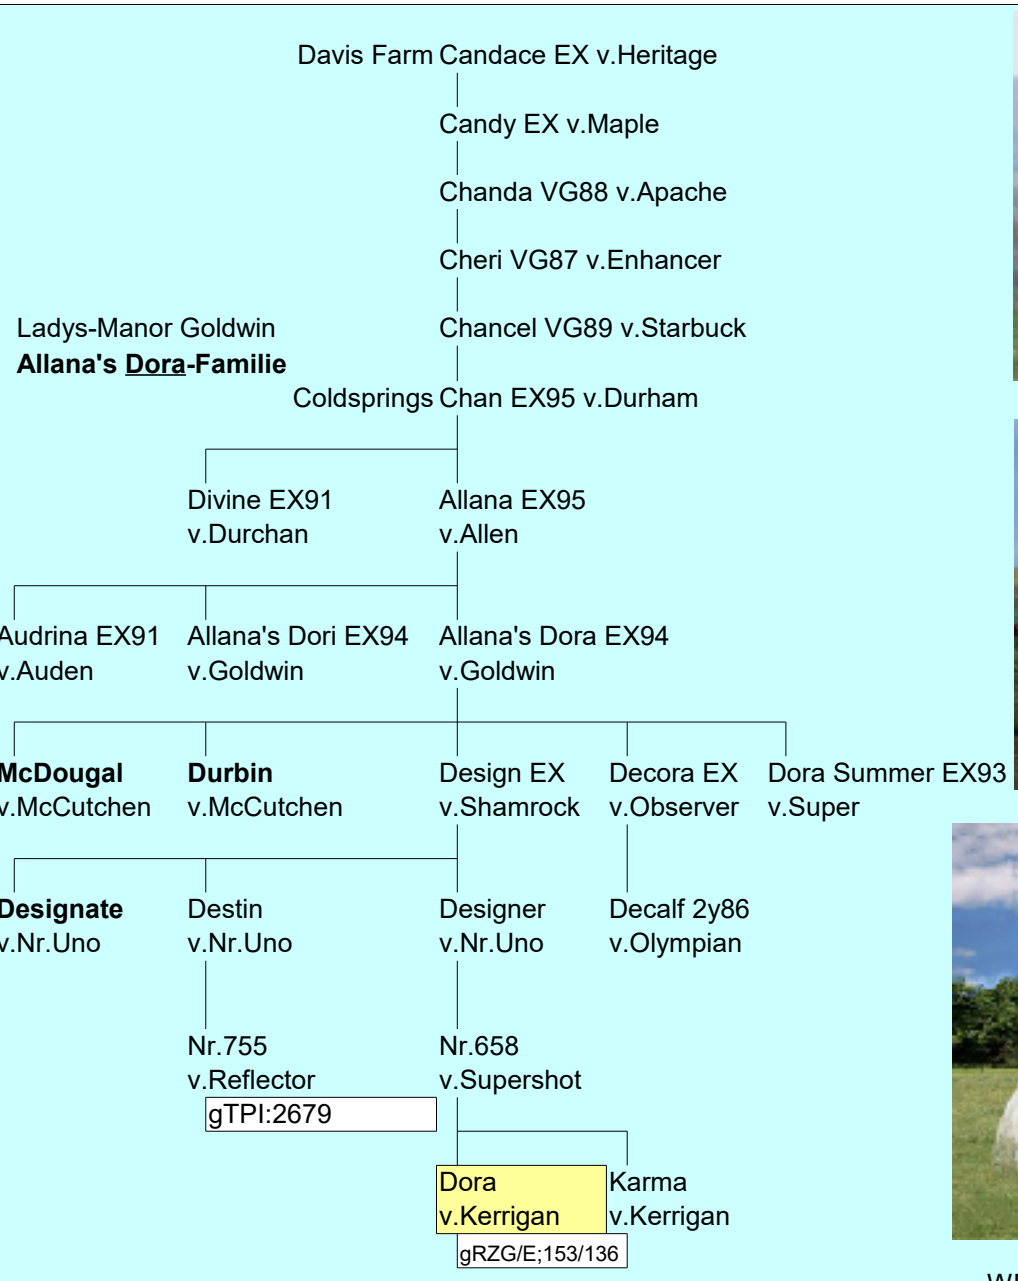 Davis Farm Candace EX v.Heritage
Candy EX v.Maple
Chanda VG88 v.Apache
Cheri VG87 v.Enhancer
Ladys-Manor Goldwin
Chancel VG89 v.Starbuck
Allana's Dora-Familie
Coldsprings Chan EX95 v.Durham
Divine EX91
v.Durchan
Allana EX95
v.Allen
Audrina EX91
v.Auden
Allana's Dori EX94
v.Goldwin
Allana's Dora EX94
v.Goldwin
McDougal
v.McCutchen
Durbin
v.McCutchen
Design EX
v.Shamrock
Decora EX
v.Observer
Dora Summer EX93
v.Super
Designate
v.Nr.Uno
Destin
v.Nr.Uno
Designer
v.Nr.Uno
Decalf 2y86
v.Olympian
Nr.755
v.Reflector
gTPI:2679
Nr.658
v.Supershot
Dora
v.Kerrigan
gRZG/E;153/136
Karma
v.Kerrigan